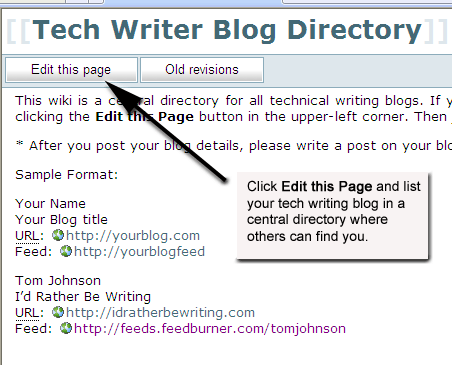 [[Tech Writer Blog Directory]]
Edit this page Old revisions
This wiki is a central directory for all technical writing blogs. If y
clicking the Edit this Page button in the upper-left corner. Then
* After you post your blog details, please write a post on your blo
Sample Format:
Click Edit this Page and list
your tech writing blog in a
central directory where
others can find you.
Your Name
Your Blog title
URL: http://yourblog.com
Feed: http://yourblogfeed
Tom Johnson
I'd Rather Be Writing
URL: http://idratherbewriting.com
Feed: http://feeds.feedburner.com/tomjohnson